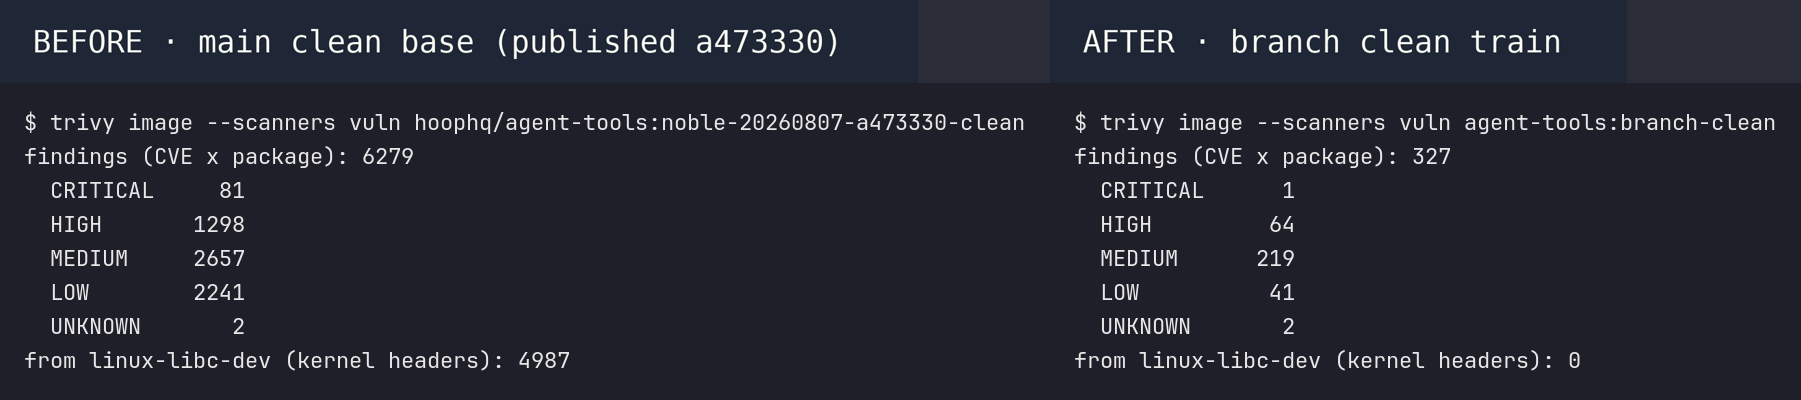 BEFORE · main clean base (published a473330)
$ trivy image --scanners vuln hoophq/agent-tools:noble-20260807-a473330-clean
findings (CVE x package): 6279
CRITICAL 81
HIGH 1298
MEDIUM 2657
LOW 2241
UNKNOWN 2
from linux-libc-dev (kernel headers): 4987
AFTER · branch clean train
$ trivy image --scanners vuln agent-tools:branch-clean
findings (CVE x package): 327
CRITICAL 1
HIGH 64
MEDIUM 219
LOW 41
UNKNOWN 2
from linux-libc-dev (kernel headers): 0